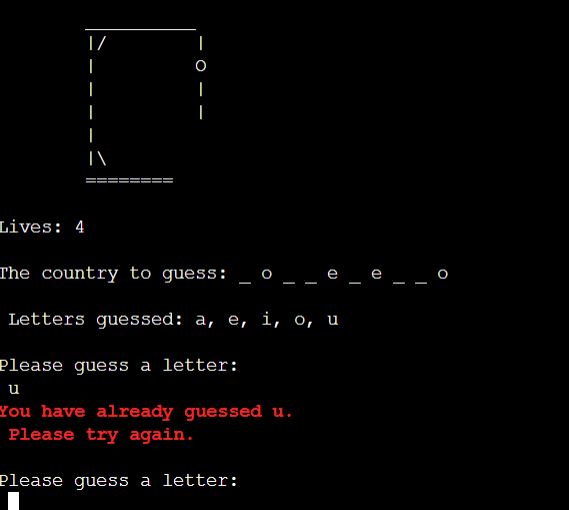 Lives: 4
The country to guess: _ o _ _ e _ e _ _ o
Letters guessed: a, e, i, o, u
Please guess a letter:
u
You have already guessed u.
Please try again.
Please guess a letter: